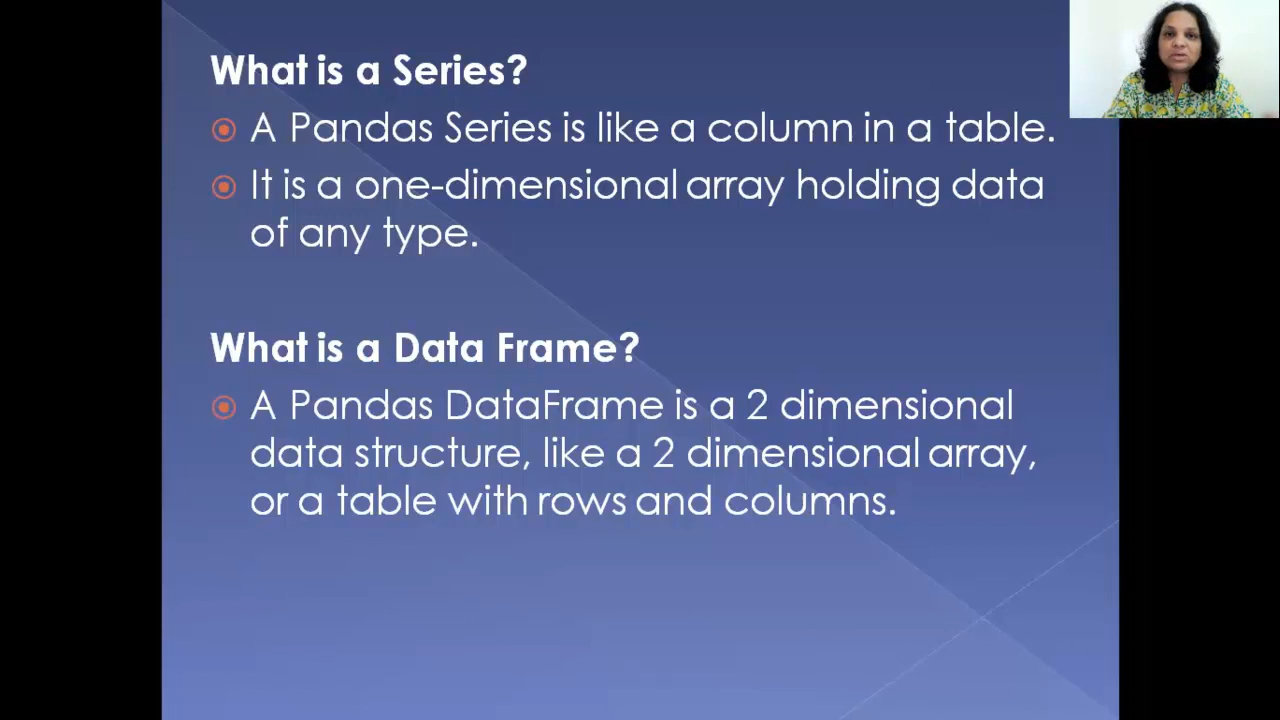 What is a Series?
A Pandas Series is like a column in a table.
It is a one-dimensional array holding data
of any type.
What is a Data Frame?
A Pandas DataFrame is a 2 dimensional
data structure, like a 2 dimensional array,
or a table with rows and columns.